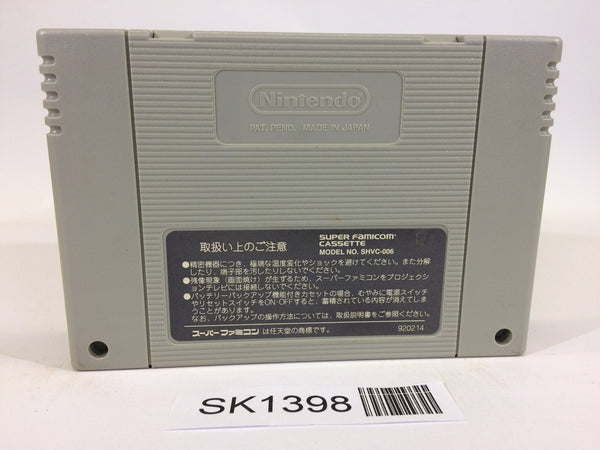 Nintendo
PAT. PEND. MADE IN JAPAN
取扱い上のご注意
SUPER FAMICOM
CASSETTE
MODEL NO. SHVC-006
●精密機器につき、極端な温度変化やショックを避けてください。また分解
したり、端子部を汚したりしないでください。
●残像現象（画面焼け）が生ずるため、スーパーファミコンをプロジェクシ
ョンテレビには接続しないでください。
●バッテリーバックアップ機能付きカセットの場合、むやみに電源スイッチ
やリセットスイッチをON・OFFすると、蓄積されている内容が消えてしま
うことがあります。
なお、バックアップの操作方法については、取扱説明書をご参照ください。
スーパーファミコン は任天堂の商標です。
920214
SK1398